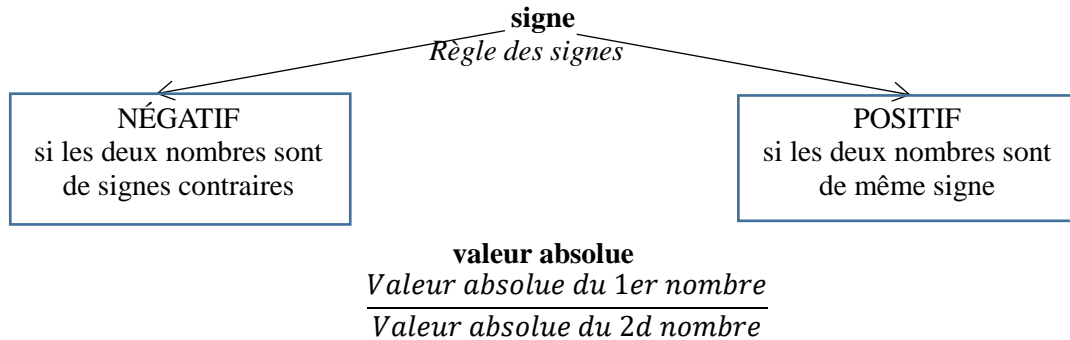 signe
Règle des signes
NÉGATIF
si les deux nombres sont
de signes contraires
POSITIF
si les deux nombres sont
de même signe
valeur absolue
Valeur absolue du 1er nombre
Valeur absolue du 2d nombre